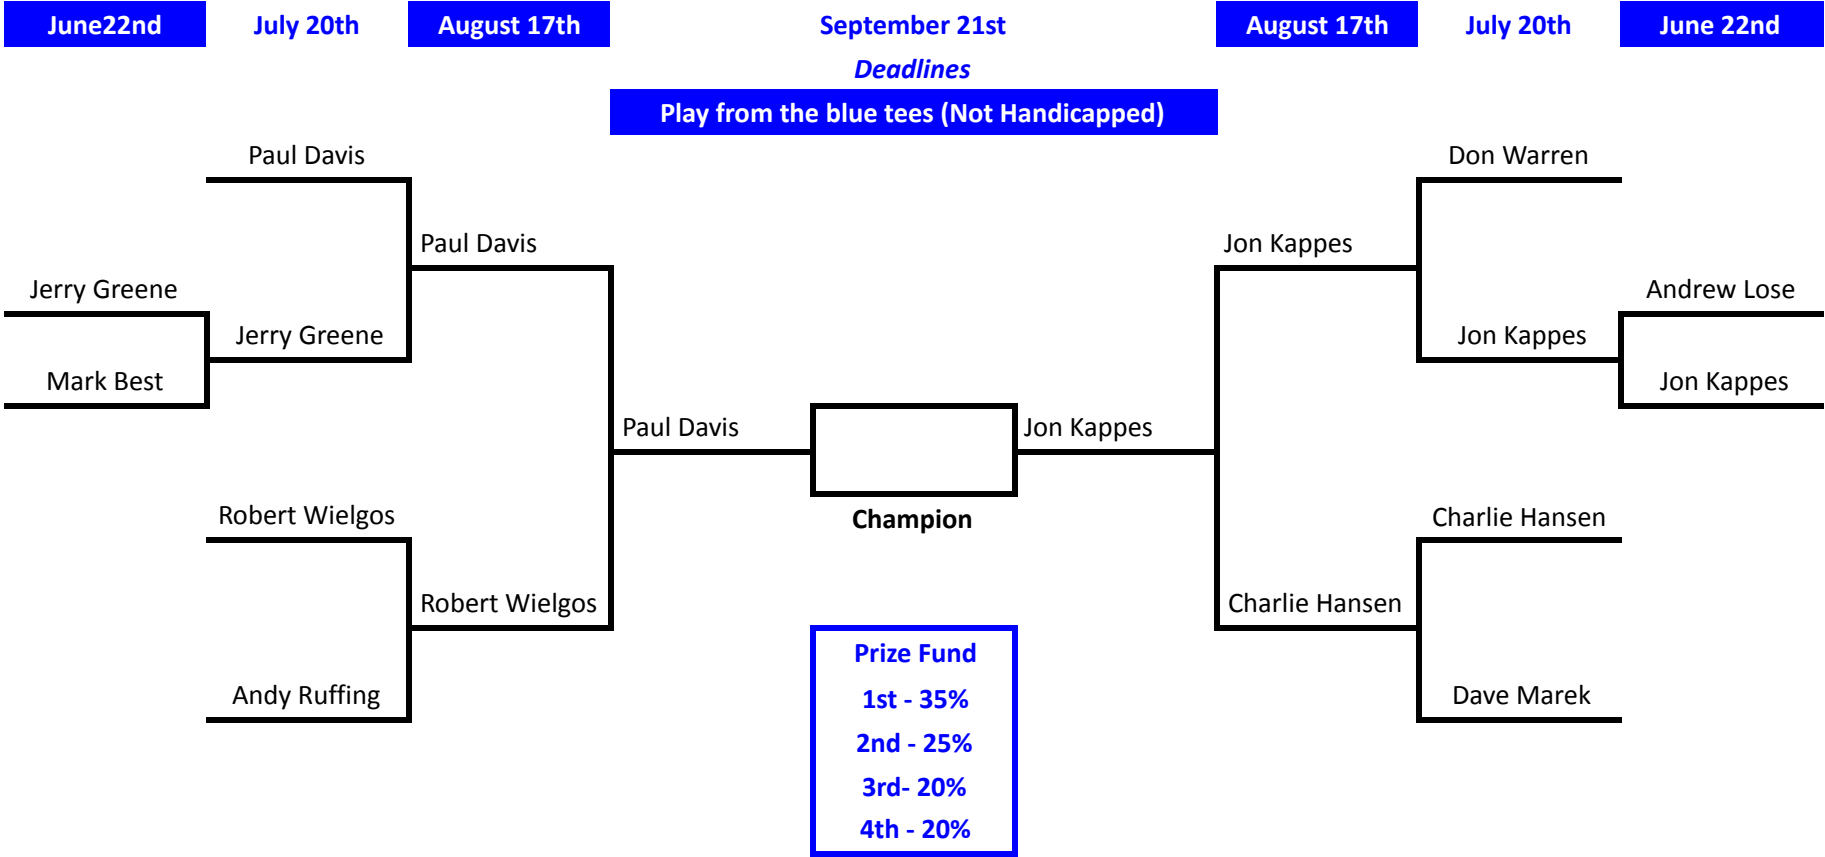 June22nd July 20th August 17th September 21st August 17th July 20th June 22nd
Deadlines
Play from the blue tees (Not Handicapped)
Paul Davis Don Warren
Paul Davis Jon Kappes
Jerry Greene Andrew Lose
Jerry Greene Jon Kappes
Mark Best Jon Kappes
Paul Davis Jon Kappes
Robert Wielgos Champion Charlie Hansen
Robert Wielgos Charlie Hansen
Prize Fund
Andy Ruffing 1st - 35% Dave Marek
2nd - 25%
3rd- 20%
4th - 20%